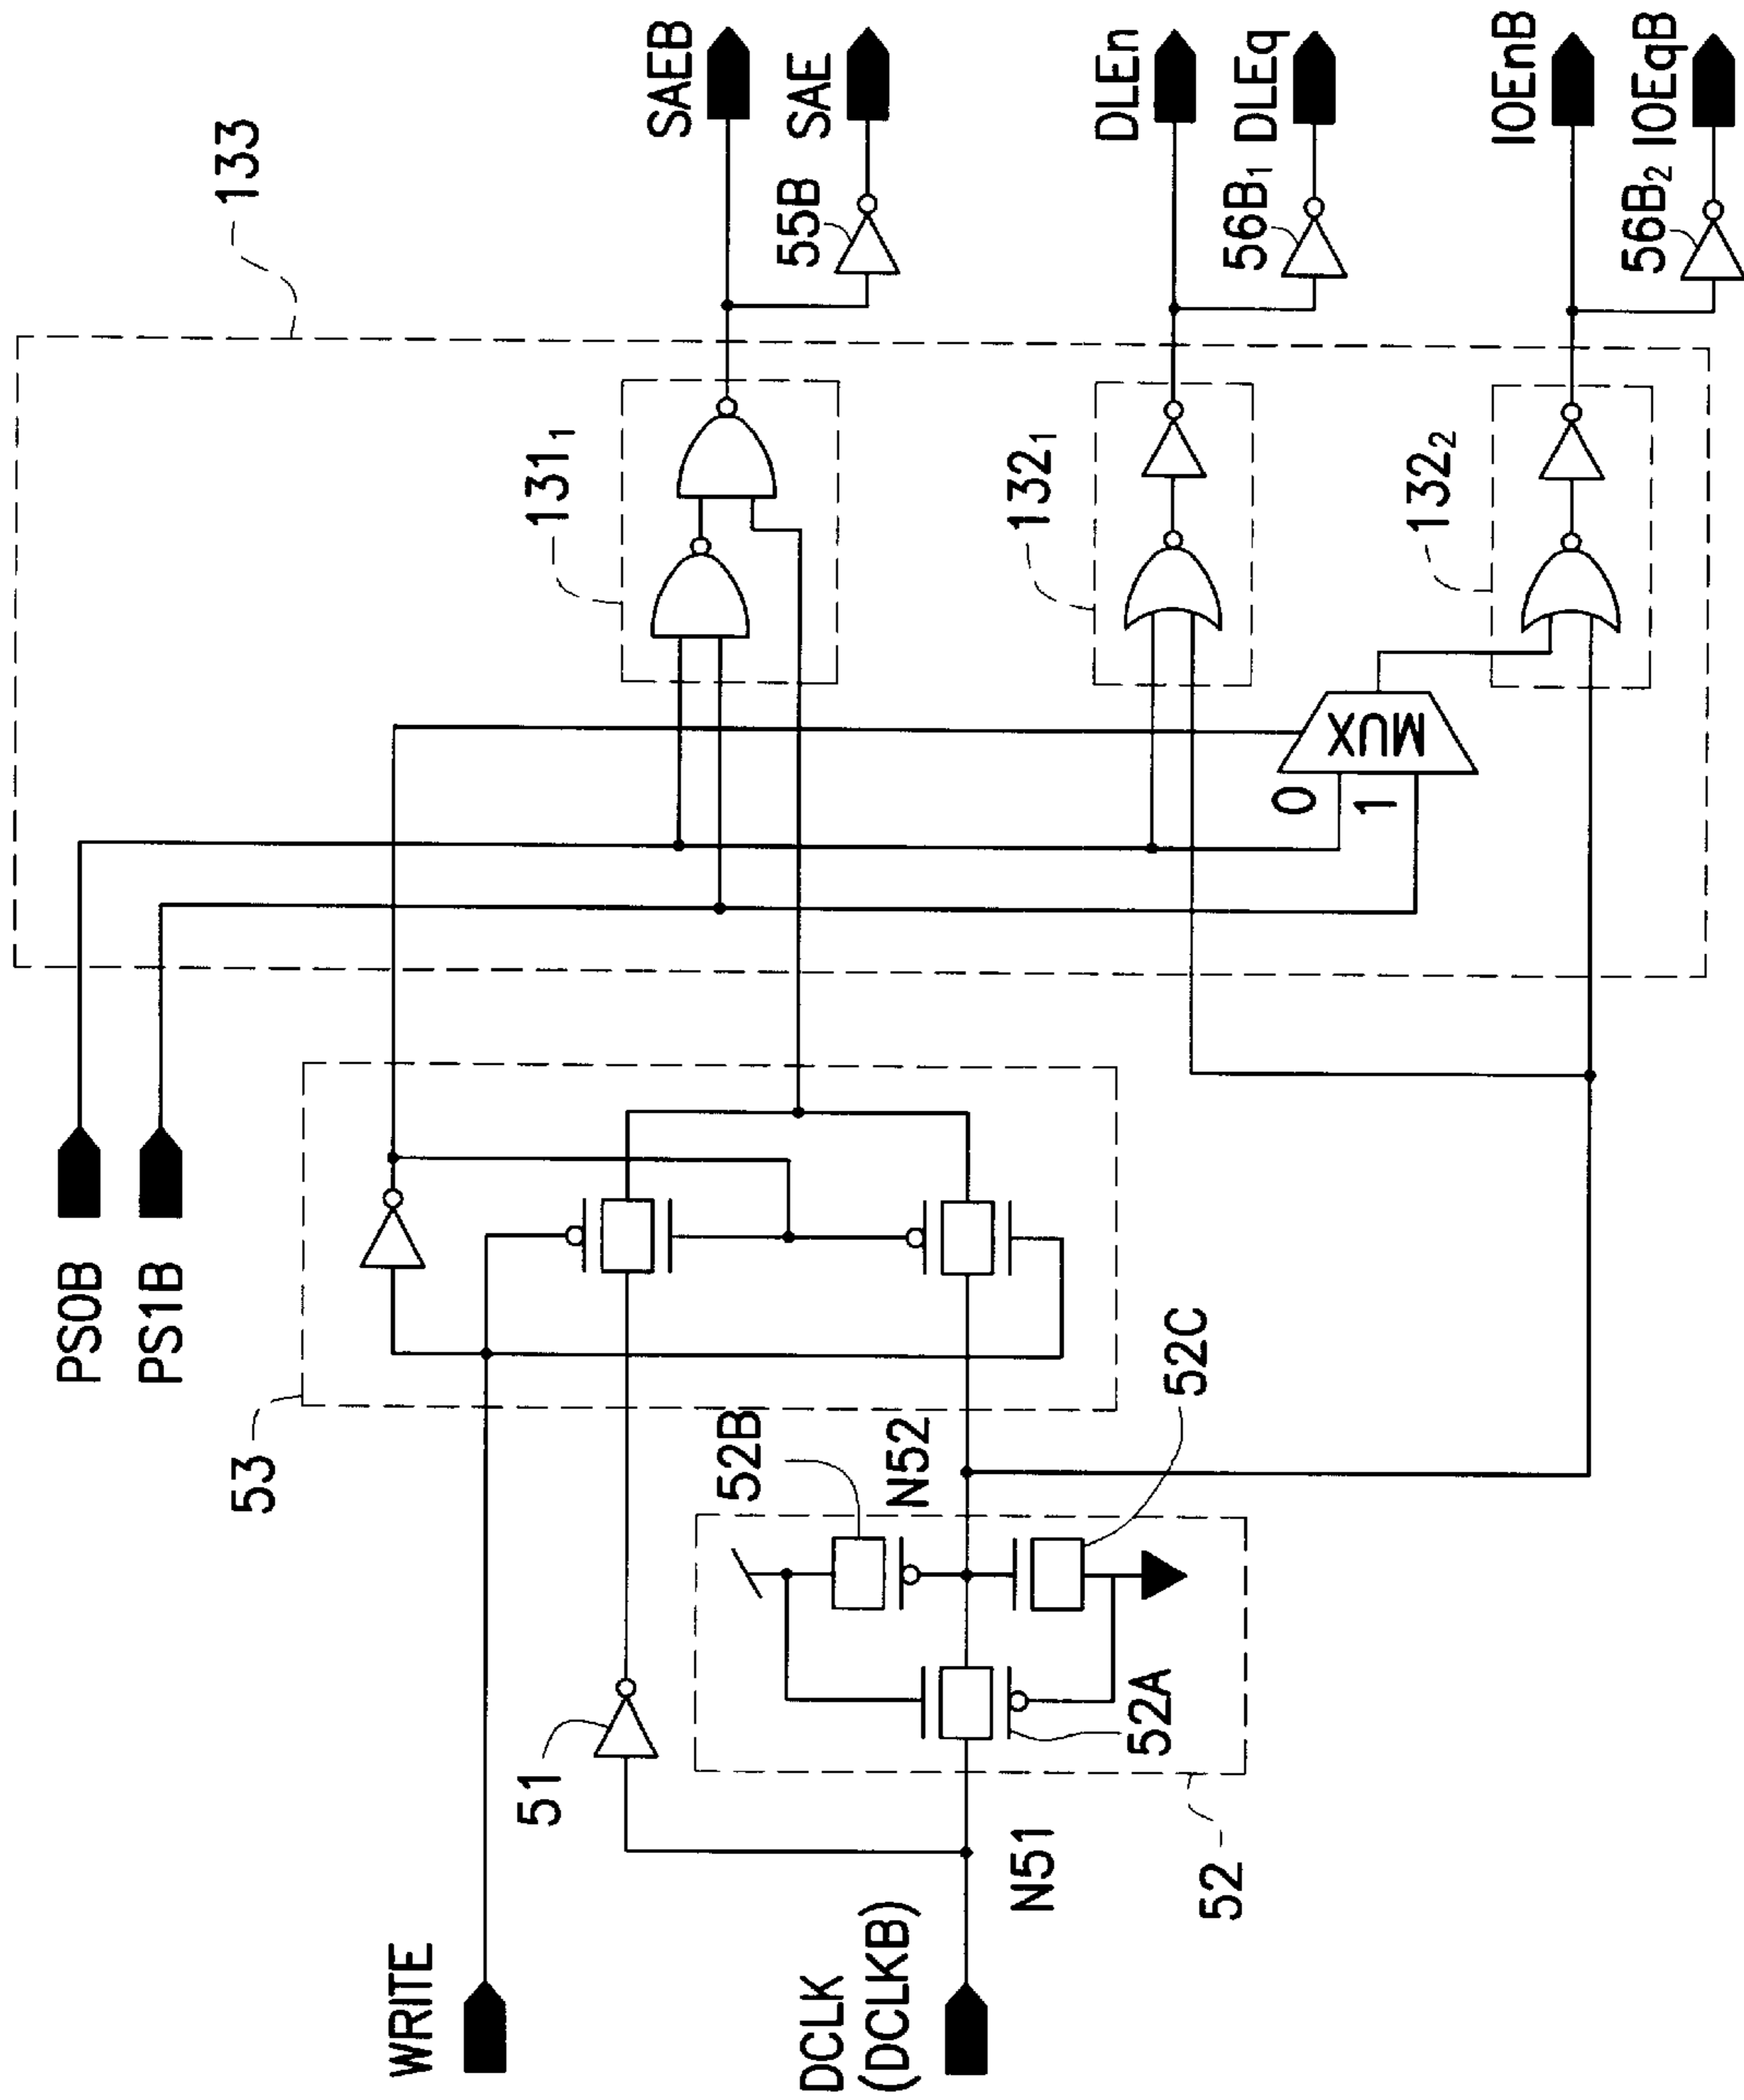 PS0B
PS1B
133
SAEB
SAE
55B
131₁
53
WRITE
51
52B
N52
52C
DCLK
(DCLKB)
N51
52A
52
0
1
MUX
132₁
DLEn
DLEq
56B₁
132₂
IOEnB
IOEqB
56B₂